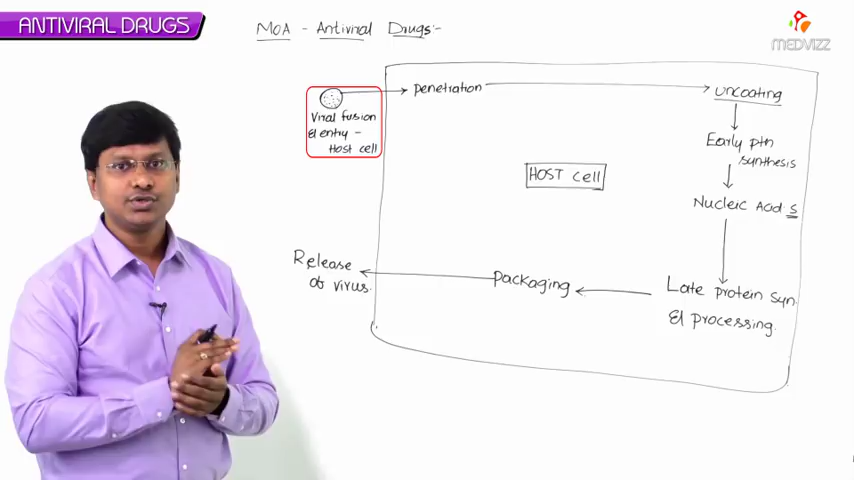 ANTIVIRAL DRUGS
MoA - Antiviral Drugs:-
MEDVIZZ
penetration
uncoating
Viral fusion
& entry -
Host cell
Early ptn
synthesis
HOST Cell
Nucleic Acid S
Release
of virus.
packaging
Late protein syn.
& processing.